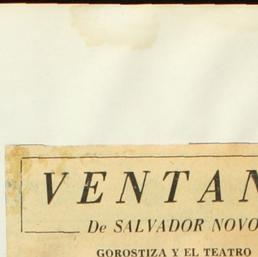 VENTAN
De SALVADOR NOVO
GOROSTIZA Y EL TEATRO